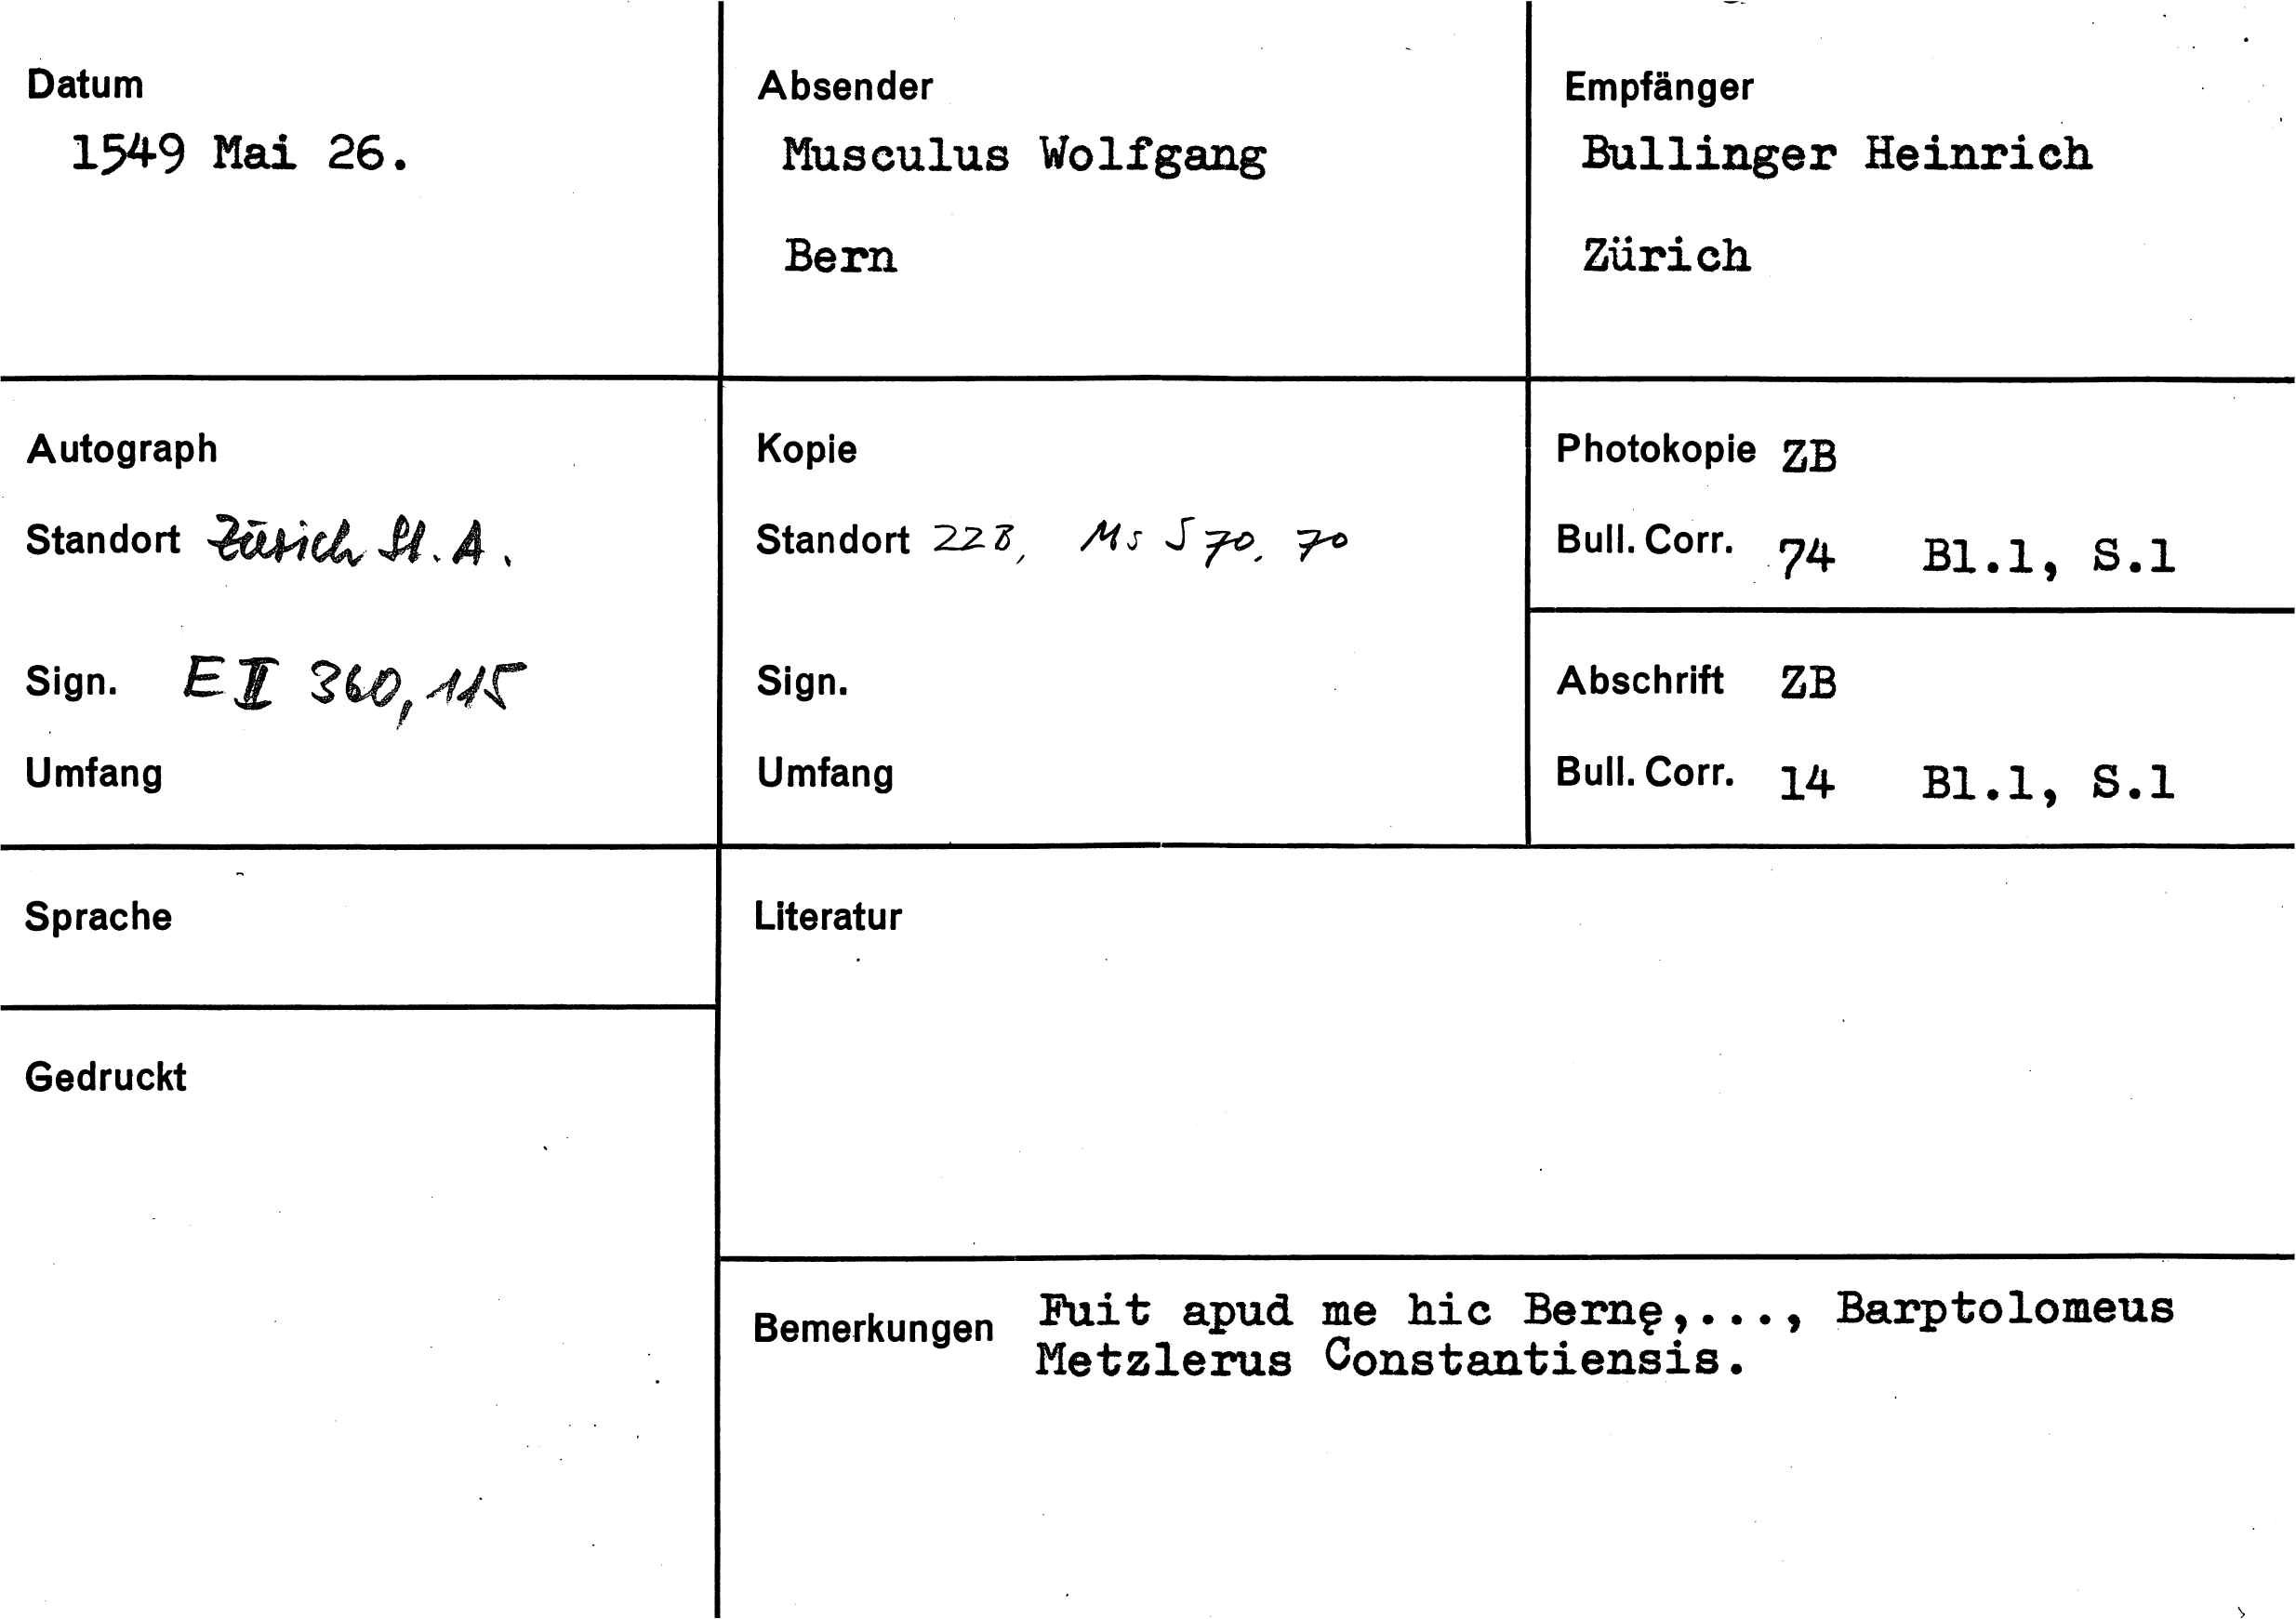 Datum
1549 Mai 26.
Absender
Musculus Wolfgang
Bern
Empfänger
Bullinger Heinrich
Zürich
Autograph
Standort Zürich St. A.
Sign. E II 360, 115
Umfang
Kopie
Standort ZZB, Ms S 70, 70
Sign.
Umfang
Photokopie ZB
Bull. Corr. 74 Bl.1, S.1
Abschrift ZB
Bull. Corr. 14 Bl.1, S.1
Sprache
Gedruckt
Literatur
Bemerkungen Fuit apud me hic Bernę,..., Barptolomeus
Metzlerus Constantiensis.